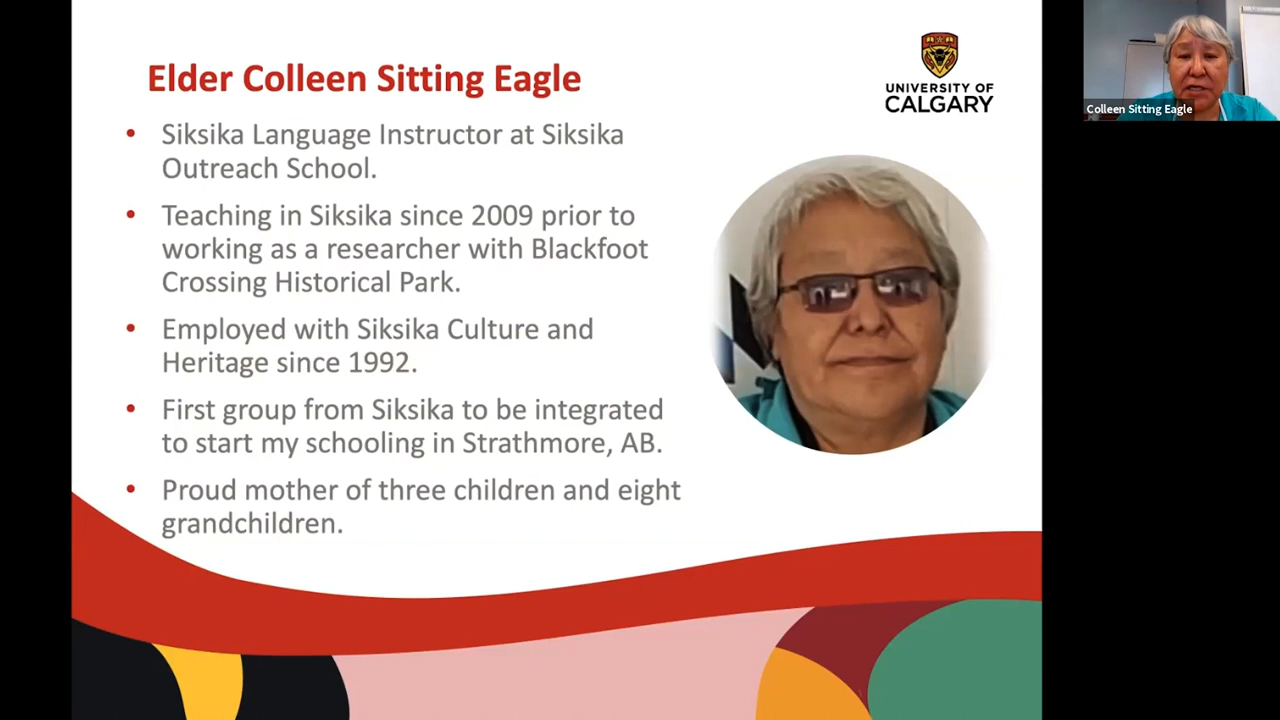 Elder Colleen Sitting Eagle
UNIVERSITY OF
CALGARY
• Siksika Language Instructor at Siksika
Outreach School.
• Teaching in Siksika since 2009 prior to
working as a researcher with Blackfoot
Crossing Historical Park.
• Employed with Siksika Culture and
Heritage since 1992.
• First group from Siksika to be integrated
to start my schooling in Strathmore, AB.
• Proud mother of three children and eight
grandchildren.
Colleen Sitting Eagle